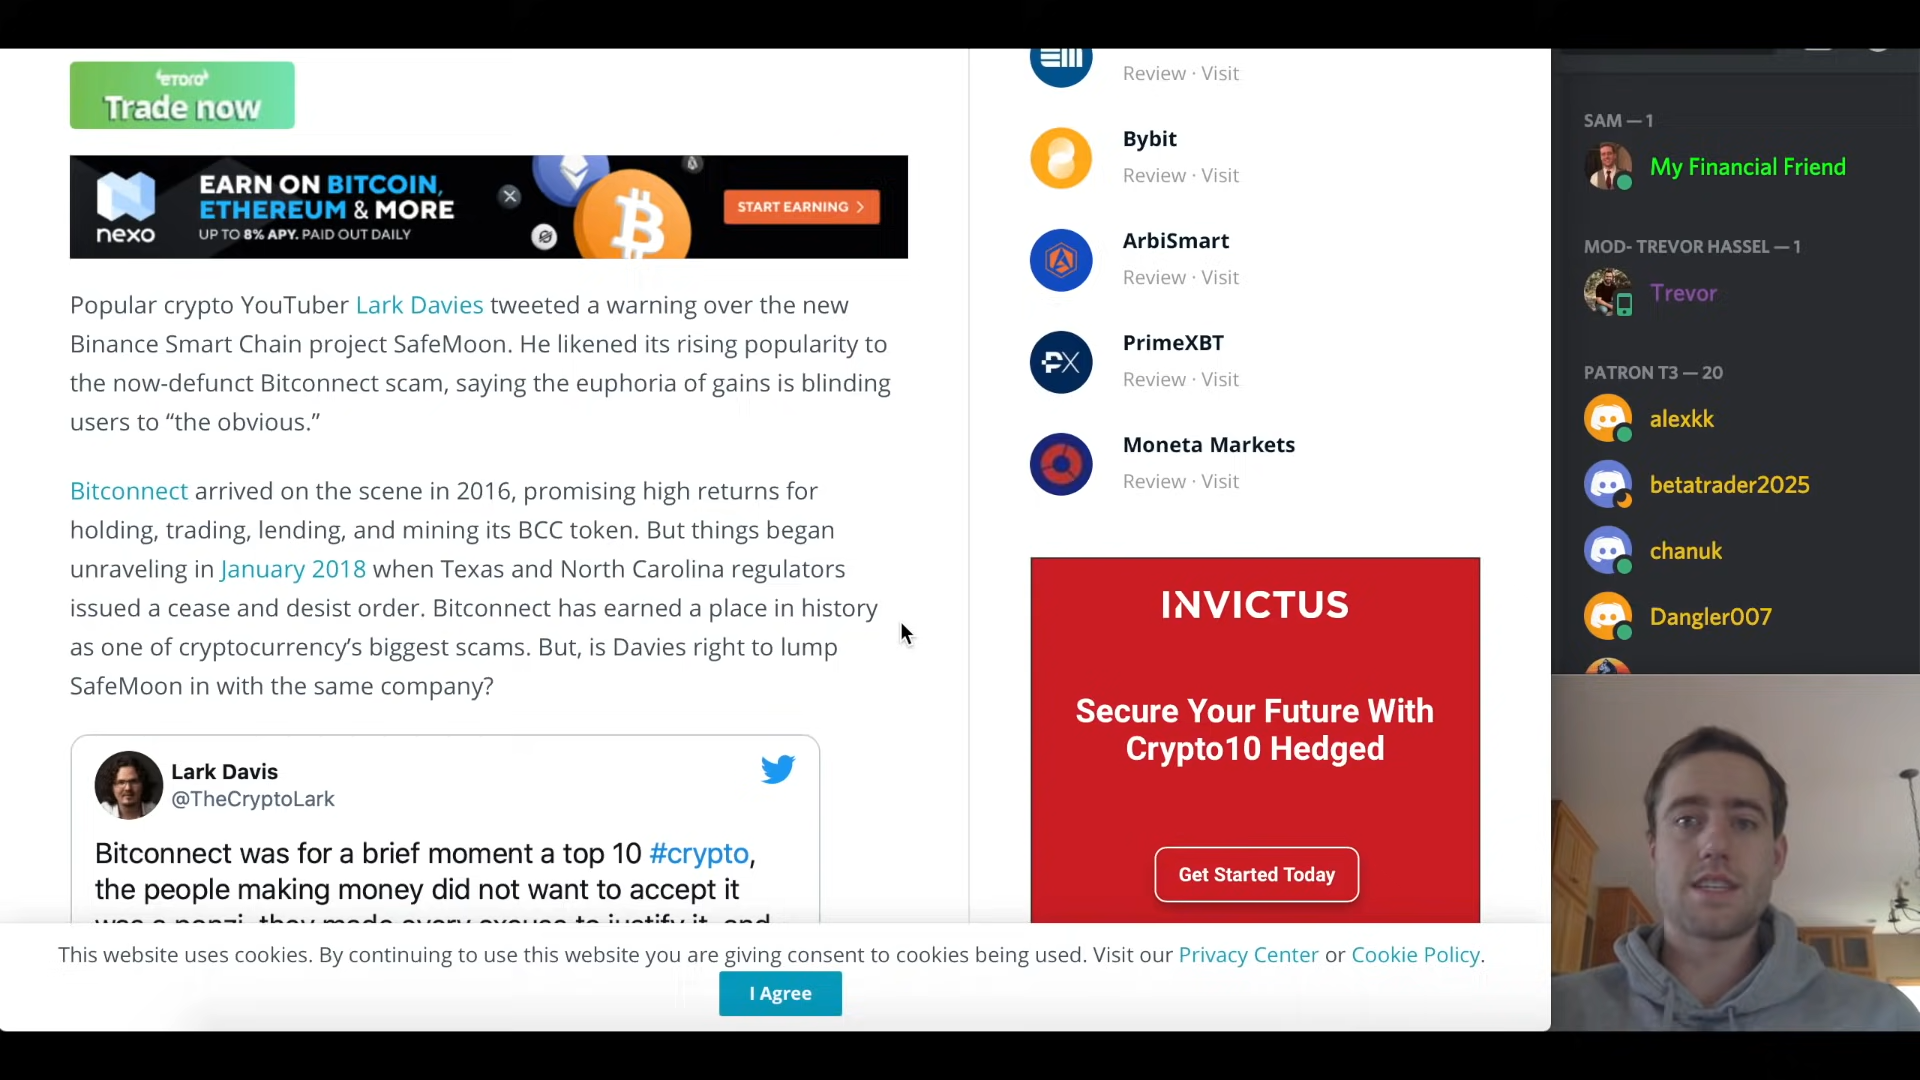 eToro
Trade now
nexo
EARN ON BITCOIN,
ETHEREUM & MORE
UP TO 8% APY. PAID OUT DAILY
START EARNING >
Popular crypto YouTuber Lark Davies tweeted a warning over the new
Binance Smart Chain project SafeMoon. He likened its rising popularity to
the now-defunct Bitconnect scam, saying the euphoria of gains is blinding
users to “the obvious.”
Bitconnect arrived on the scene in 2016, promising high returns for
holding, trading, lending, and mining its BCC token. But things began
unraveling in January 2018 when Texas and North Carolina regulators
issued a cease and desist order. Bitconnect has earned a place in history
as one of cryptocurrency’s biggest scams. But, is Davies right to lump
SafeMoon in with the same company?
Lark Davis
@TheCryptoLark
Bitconnect was for a brief moment a top 10 #crypto,
the people making money did not want to accept it
was a ponzi, they made every excuse to justify it, and
Review · Visit
Bybit
Review · Visit
ArbiSmart
Review · Visit
PrimeXBT
Review · Visit
Moneta Markets
Review · Visit
INVICTUS
Secure Your Future With
Crypto10 Hedged
Get Started Today
This website uses cookies. By continuing to use this website you are giving consent to cookies being used. Visit our Privacy Center or Cookie Policy.
I Agree
SAM — 1
My Financial Friend
MOD- TREVOR HASSEL — 1
Trevor
PATRON T3 — 20
alexkk
betatrader2025
chanuk
Dangler007